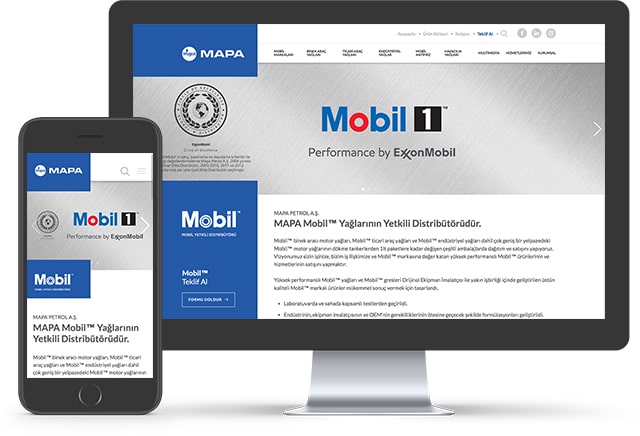 Anasayfa • Ürün Bülteni • İletişim • Teklif Al
MAPA
MOBIL MARKALARI
BİNEK ARAÇ YAĞLARI
TİCARİ ARAÇ YAĞLARI
ENDÜSTRİYEL YAĞLAR
MOBIL ANTİFRİZ
HAVACILIK YAĞLARI
MULTİMEDYA
HİZMETLERİMİZ
KURUMSAL
ExxonMobil
Circle of Excellence
Mobil 1™
Performance by ExxonMobil
Mobil™
MOBIL YETKİLİ DİSTRİBÜTÖRÜ
Mobil™
Teklif Al
FORMU DOLDUR
MAPA PETROL A.Ş.
MAPA Mobil™ Yağlarının Yetkili Distribütörüdür.
Mobil™ binek aracı motor yağları, Mobil™ ticari araç yağları ve Mobil™ endüstriyel yağları dahil çok geniş bir yelpazedeki
Mobil™ motor yağlarının dökme tankerlerden 1lt paketlere kadar değişen çeşitli ambalajlarda dağıtım ve satışını yapıyoruz.
Vizyonumuz sizin işinize, bizim iş ilişkimize ve Mobil™ markasına değer katan yüksek performanslı Mobil™ ürünlerinin ve
hizmetlerinin satışını yapmaktır.
Yüksek performanslı Mobil™ yağları ve Mobil™ gresleri Orijinal Ekipman İmalatçısı ile yakın işbirliği içinde geliştirilen üstün
kaliteli Mobil™ markalı ürünler mükemmel sonuç vermek için tasarlandı.
• Laboratuvarda ve sahada kapsamlı testlerden geçirildi.
• Endüstrinin, ekipman imalatçısının ve OEM'nin gerekliliklerinin ötesine geçecek şekilde formülasyonları geliştirildi.
MAPA
Mobil 1™
Performance by ExxonMobil
Mobil™
MOBIL YETKİLİ DİSTRİBÜTÖRÜ
MAPA PETROL A.Ş.
MAPA Mobil™ Yağlarının
Yetkili Distribütörüdür.
Mobil™ binek aracı motor yağları, Mobil™ ticari
araç yağları ve Mobil™ endüstriyel yağları dahil
çok geniş bir yelpazedeki Mobil™ motor yağlarının